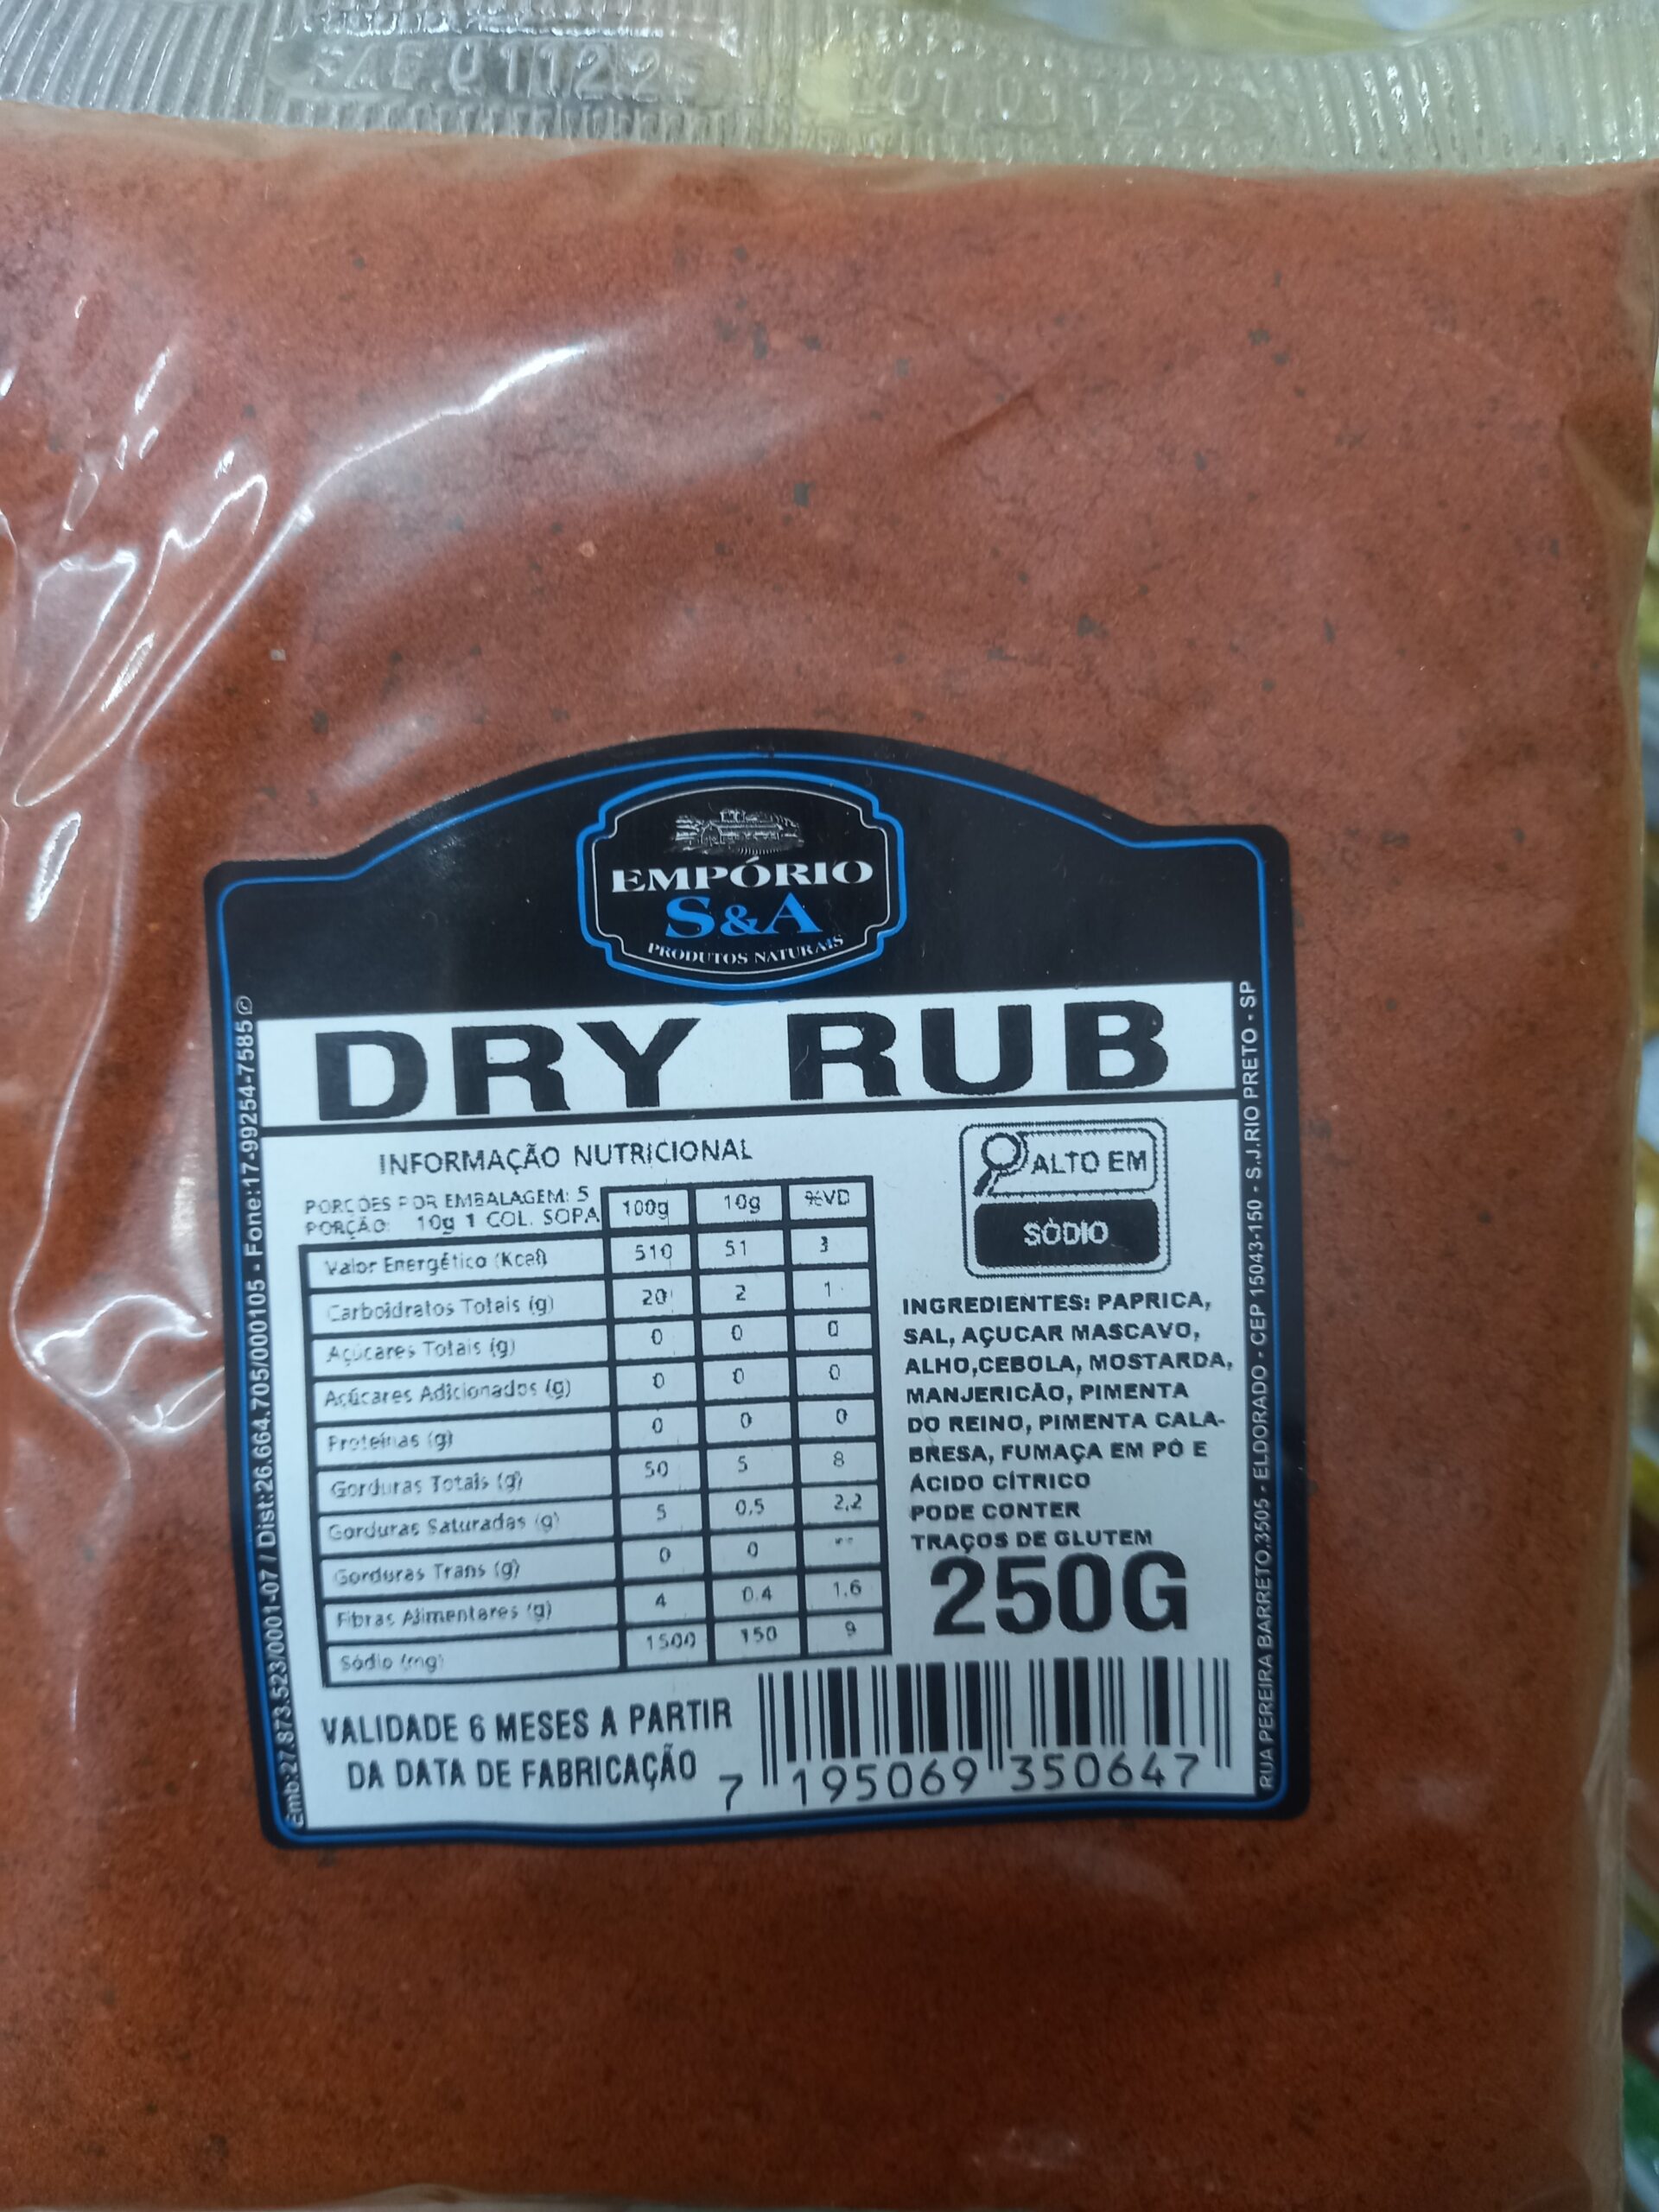 FAB.011225
LOT.011225
EMPÓRIO
S&A
PRODUTOS NATURAIS
DRY RUB
INFORMAÇÃO NUTRICIONAL
PORÇÕES POR EMBALAGEM: 5
PORÇÃO: 10g 1 COL. SOPA
100g 10g %VD
Valor Energético (Kcal) 510 51 3
Carboidratos Totais (g) 20 2 1
Açúcares Totais (g) 0 0 0
Açúcares Adicionados (g) 0 0 0
Proteínas (g) 0 0 0
Gorduras Totais (g) 50 5 8
Gorduras Saturadas (g) 5 0,5 2,2
Gorduras Trans (g) 0 0 --
Fibras Alimentares (g) 4 0.4 1.6
Sódio (mg) 1500 150 9
ALTO EM
SÓDIO
INGREDIENTES: PAPRICA,
SAL, AÇUCAR MASCAVO,
ALHO,CEBOLA, MOSTARDA,
MANJERICÃO, PIMENTA
DO REINO, PIMENTA CALA-
BRESA, FUMAÇA EM PÓ E
ÁCIDO CÍTRICO
PODE CONTER
TRAÇOS DE GLUTEM
250G
VALIDADE 6 MESES A PARTIR
DA DATA DE FABRICAÇÃO
7 195069 350647
Emb:27.873.523/0001-07 / Dist:26.664.705/000105 - Fone:17-99254-7585 ©
RUA PEREIRA BARRETO,3505 - ELDORADO - CEP 15043-150 - S.J.RIO PRETO - SP